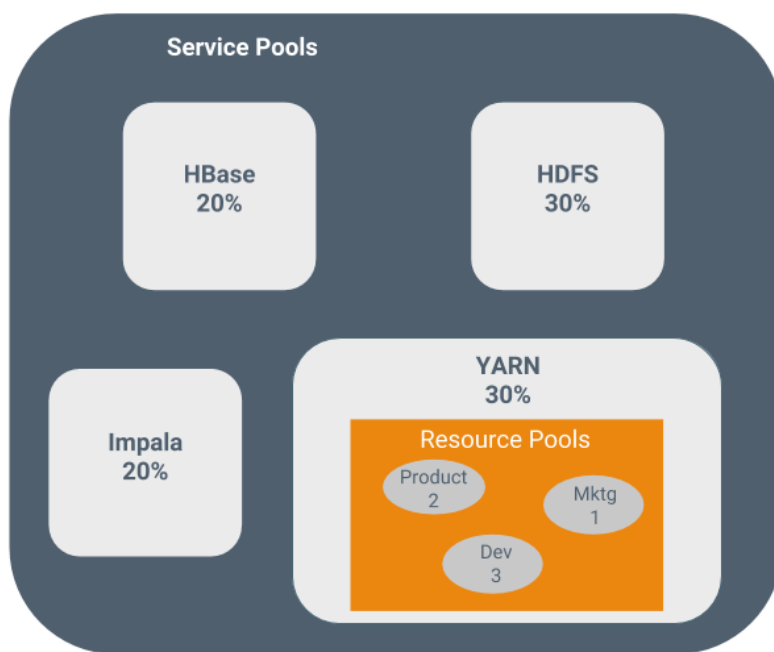 Service Pools
HBase
20%
HDFS
30%
Impala
20%
YARN
30%
Resource Pools
Product
2
Mktg
1
Dev
3